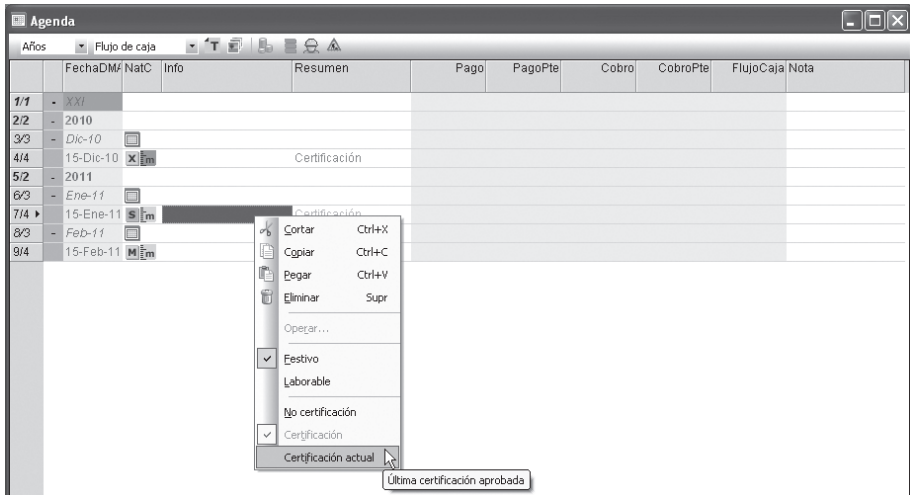 Agenda
Años Flujo de caja
FechaDMA NatC Info Resumen Pago PagoPte Cobro CobroPte FlujoCaja Nota
1/1 - XXI
2/2 - 2010
3/3 - Dic-10
4/4 15-Dic-10 X m Certificación
5/2 - 2011
6/3 - Ene-11
7/4 15-Ene-11 S m Certificación
8/3 - Feb-11
9/4 15-Feb-11 M m
Cortar Ctrl+X
Copiar Ctrl+C
Pegar Ctrl+V
Eliminar Supr
Operar...
Festivo
Laborable
No certificación
Certificación
Certificación actual
Última certificación aprobada